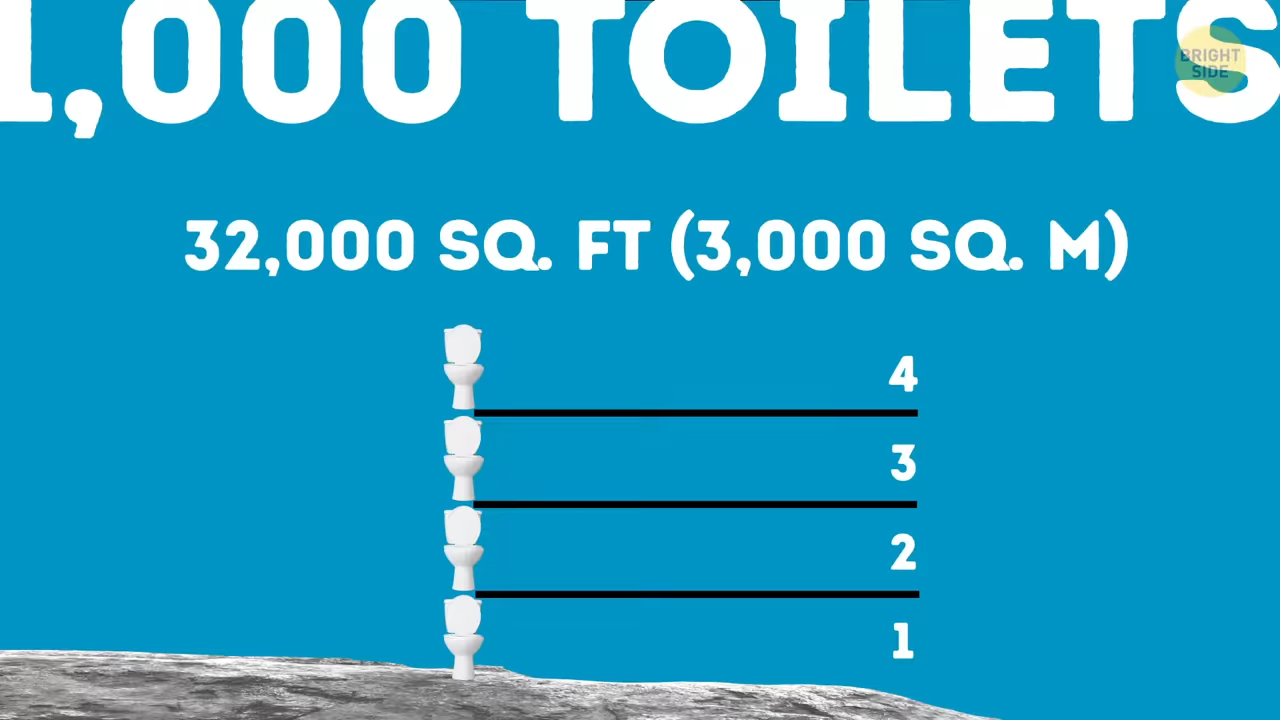 1,000 TOILETS
BRIGHT
SIDE
32,000 SQ. FT (3,000 SQ. M)
4
3
2
1